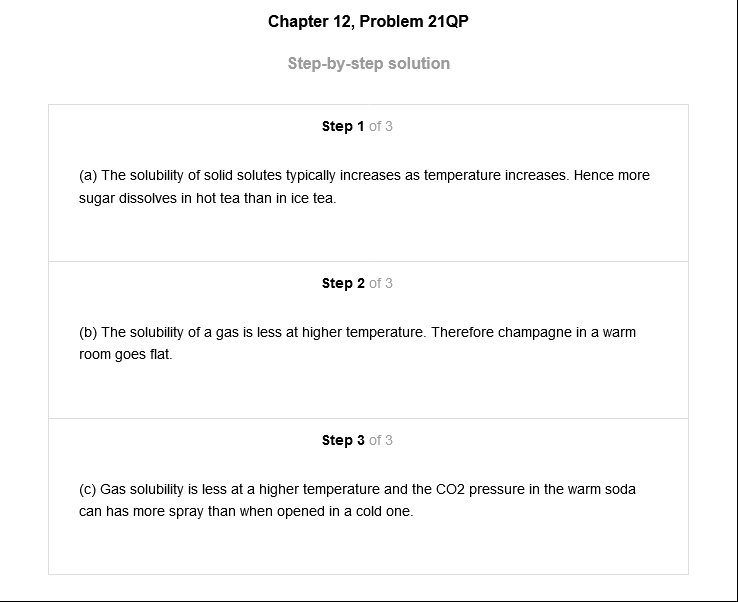 Chapter 12, Problem 21QP
Step-by-step solution
Step 1 of 3
(a) The solubility of solid solutes typically increases as temperature increases. Hence more
sugar dissolves in hot tea than in ice tea.
Step 2 of 3
(b) The solubility of a gas is less at higher temperature. Therefore champagne in a warm
room goes flat.
Step 3 of 3
(c) Gas solubility is less at a higher temperature and the CO2 pressure in the warm soda
can has more spray than when opened in a cold one.